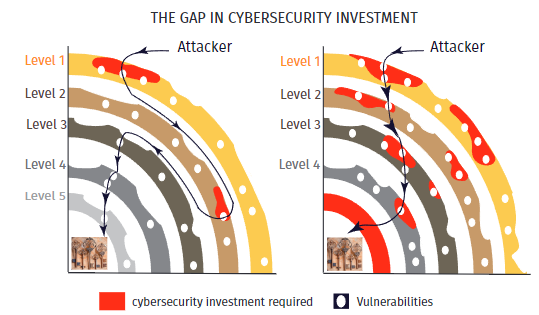 THE GAP IN CYBERSECURITY INVESTMENT
Attacker
Level 1
Level 2
Level 3
Level 4
Level 5
Attacker
Level 1
Level 2
Level 3
Level 4
cybersecurity investment required
Vulnerabilities